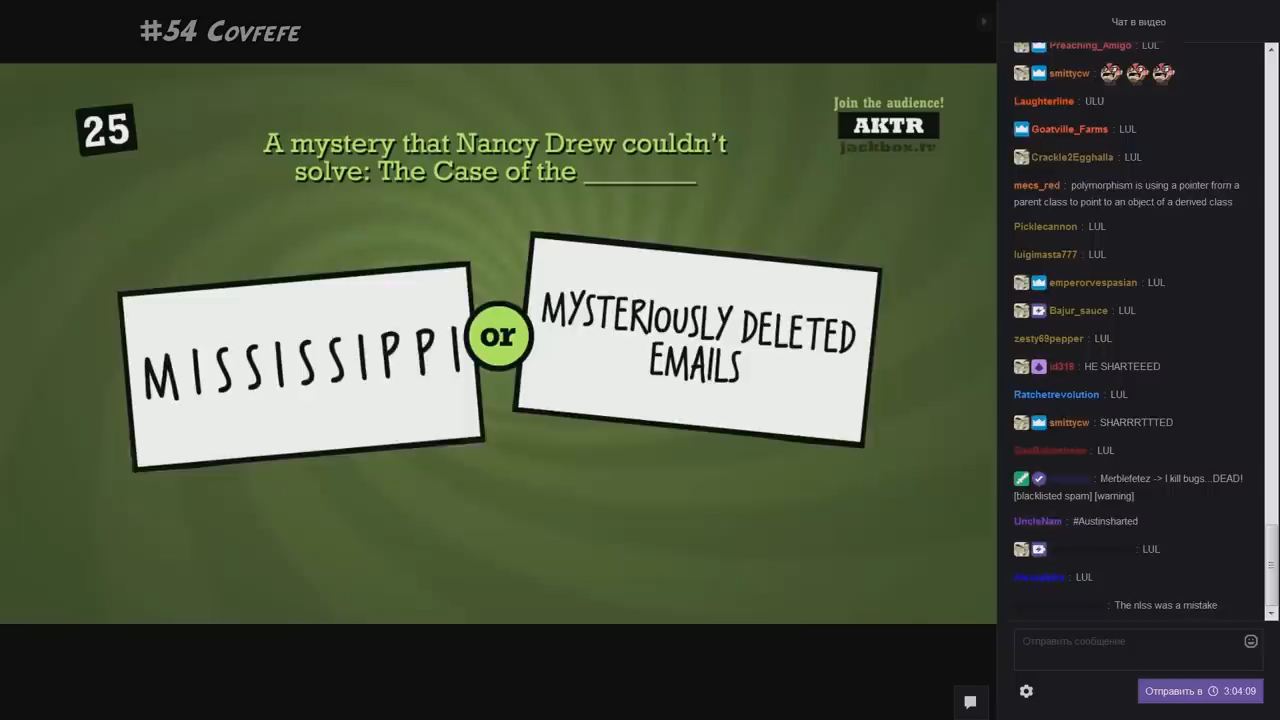 #54 COVFEFE
25
A mystery that Nancy Drew couldn't
solve: The Case of the ________
Join the audience!
AKTR
jackbox.tv
MISSISSIPPI
or
MYSTERIOUSLY DELETED
EMAILS
Чат в видео
Preaching_Amigo : LUL
smittycw :
Laughterline : ULU
Goatville_Farms : LUL
Crackle2Egghalla : LUL
mecs_red : polymorphism is using a pointer from a
parent class to point to an object of a derived class
Picklecannon : LUL
luigimasta777 : LUL
emperorvespasian : LUL
Bajur_sauce : LUL
zesty69pepper : LUL
id318 : HE SHARTEEED
Ratchetrevolution : LUL
smittycw : SHARRRTTTED
: LUL
: Merblefetez -> I kill bugs...DEAD!
[blacklisted spam] [warning]
UncleNam : #Austinsharted
: LUL
: LUL
: The nlss was a mistake
Отправить сообщение
Отправить в 3:04:09